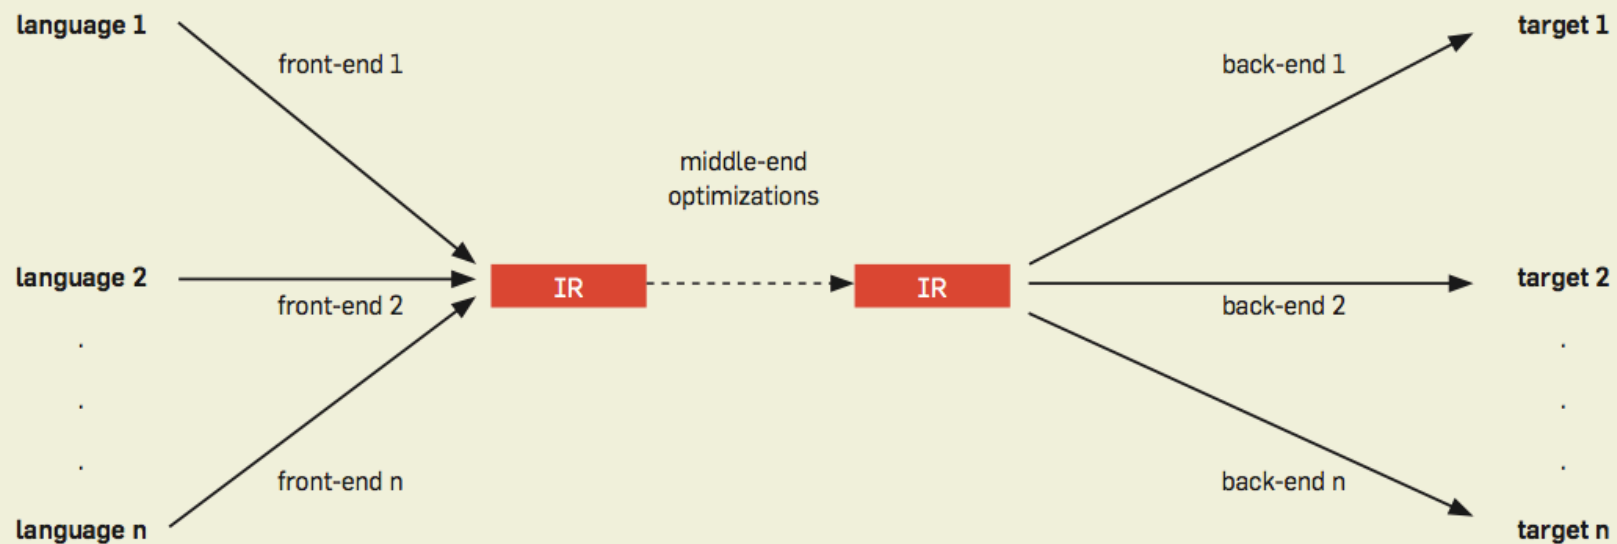 language 1
front-end 1
back-end 1
target 1
middle-end
optimizations
language 2
front-end 2
IR
IR
back-end 2
target 2
.
.
.
.
.
.
front-end n
back-end n
language n
target n